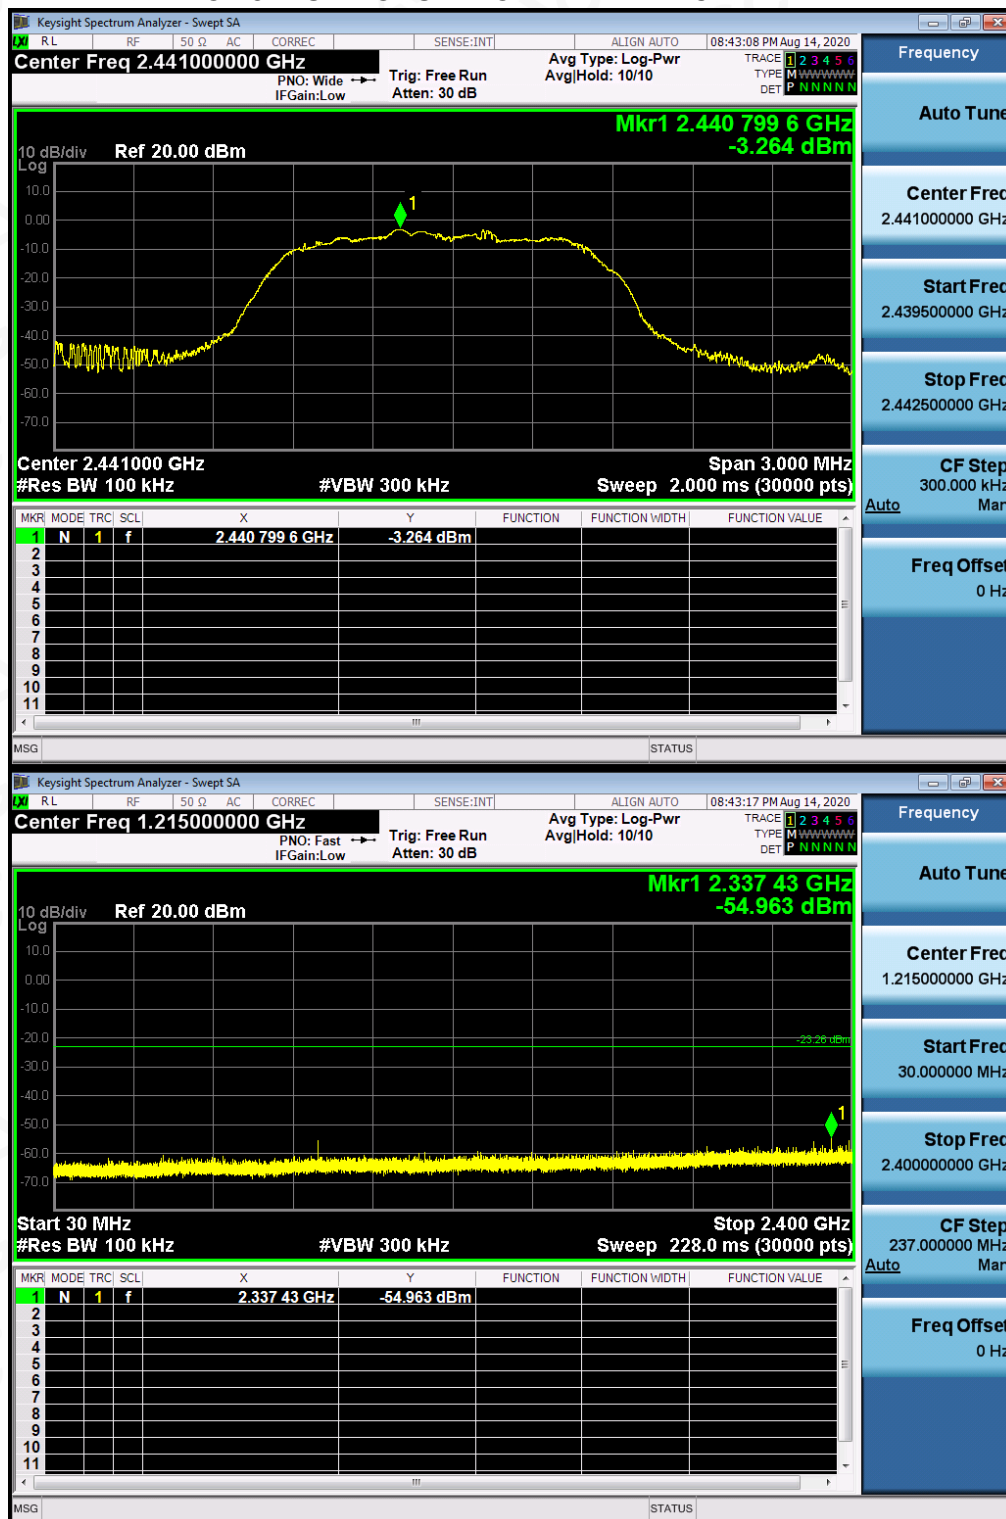 Keysight Spectrum Analyzer - Swept SA
LXI RL RF 50 Ω AC CORREC SENSE:INT ALIGN AUTO 08:43:08 PM Aug 14, 2020
Center Freq 2.441000000 GHz
PNO: Wide
IFGain:Low
Trig: Free Run
Atten: 30 dB
Avg Type: Log-Pwr
Avg|Hold: 10/10
TRACE 1 2 3 4 5 6
TYPE M WWWWW
DET P N N N N N
Mkr1 2.440 799 6 GHz
-3.264 dBm
10 dB/div Ref 20.00 dBm
Log
10.0
0.00
-10.0
-20.0
-30.0
-40.0
-50.0
-60.0
-70.0
1
Center 2.441000 GHz Span 3.000 MHz
#Res BW 100 kHz #VBW 300 kHz Sweep 2.000 ms (30000 pts)
MKR MODE TRC SCL X Y FUNCTION FUNCTION WIDTH FUNCTION VALUE
1 N 1 f 2.440 799 6 GHz -3.264 dBm
2
3
4
5
6
7
8
9
10
11
MSG STATUS
Frequency
Auto Tune
Center Freq
2.441000000 GHz
Start Freq
2.439500000 GHz
Stop Freq
2.442500000 GHz
CF Step
300.000 kHz
Auto Man
Freq Offset
0 Hz
Keysight Spectrum Analyzer - Swept SA
LXI RL RF 50 Ω AC CORREC SENSE:INT ALIGN AUTO 08:43:17 PM Aug 14, 2020
Center Freq 1.215000000 GHz
PNO: Fast
IFGain:Low
Trig: Free Run
Atten: 30 dB
Avg Type: Log-Pwr
Avg|Hold: 10/10
TRACE 1 2 3 4 5 6
TYPE M WWWWW
DET P N N N N N
Mkr1 2.337 43 GHz
-54.963 dBm
10 dB/div Ref 20.00 dBm
Log
10.0
0.00
-10.0
-20.0
-30.0
-40.0
-50.0
-60.0
-70.0
-23.26 dBm
1
Start 30 MHz Stop 2.400 GHz
#Res BW 100 kHz #VBW 300 kHz Sweep 228.0 ms (30000 pts)
MKR MODE TRC SCL X Y FUNCTION FUNCTION WIDTH FUNCTION VALUE
1 N 1 f 2.337 43 GHz -54.963 dBm
2
3
4
5
6
7
8
9
10
11
MSG STATUS
Frequency
Auto Tune
Center Freq
1.215000000 GHz
Start Freq
30.000000 MHz
Stop Freq
2.400000000 GHz
CF Step
237.000000 MHz
Auto Man
Freq Offset
0 Hz